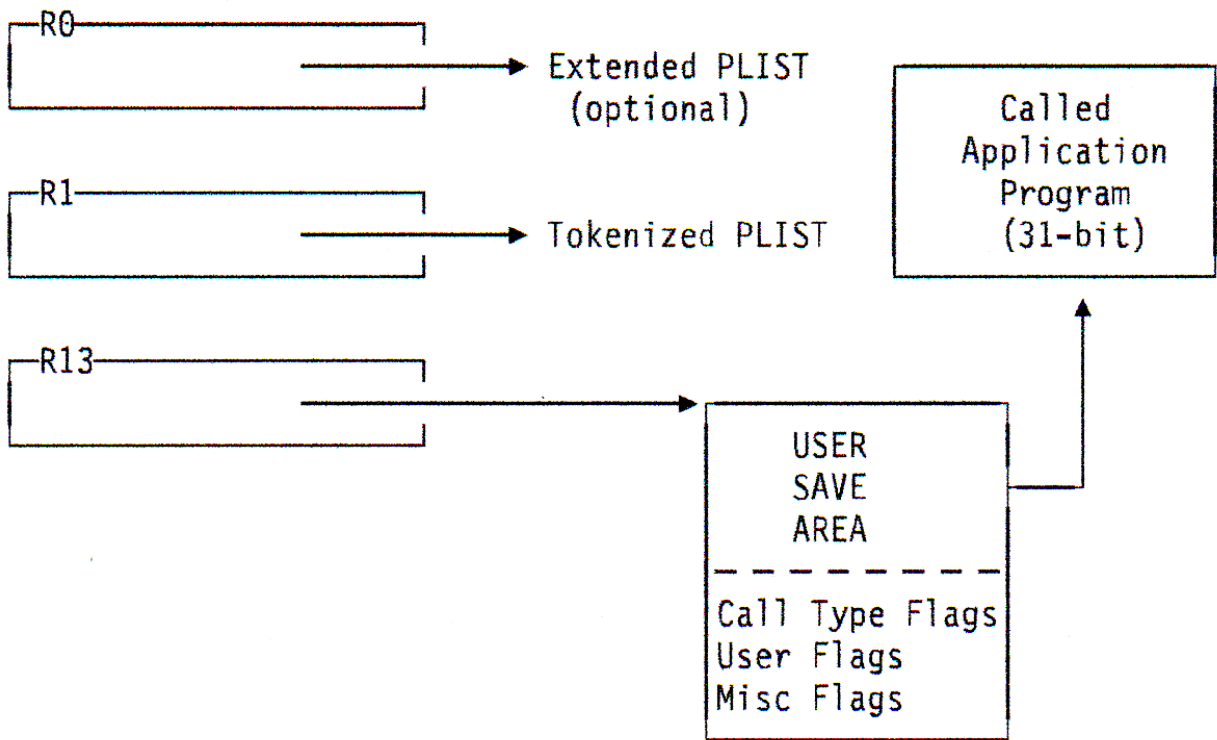 R0
Extended PLIST
(optional)
R1
Tokenized PLIST
Called
Application
Program
(31-bit)
R13
USER
SAVE
AREA
Call Type Flags
User Flags
Misc Flags